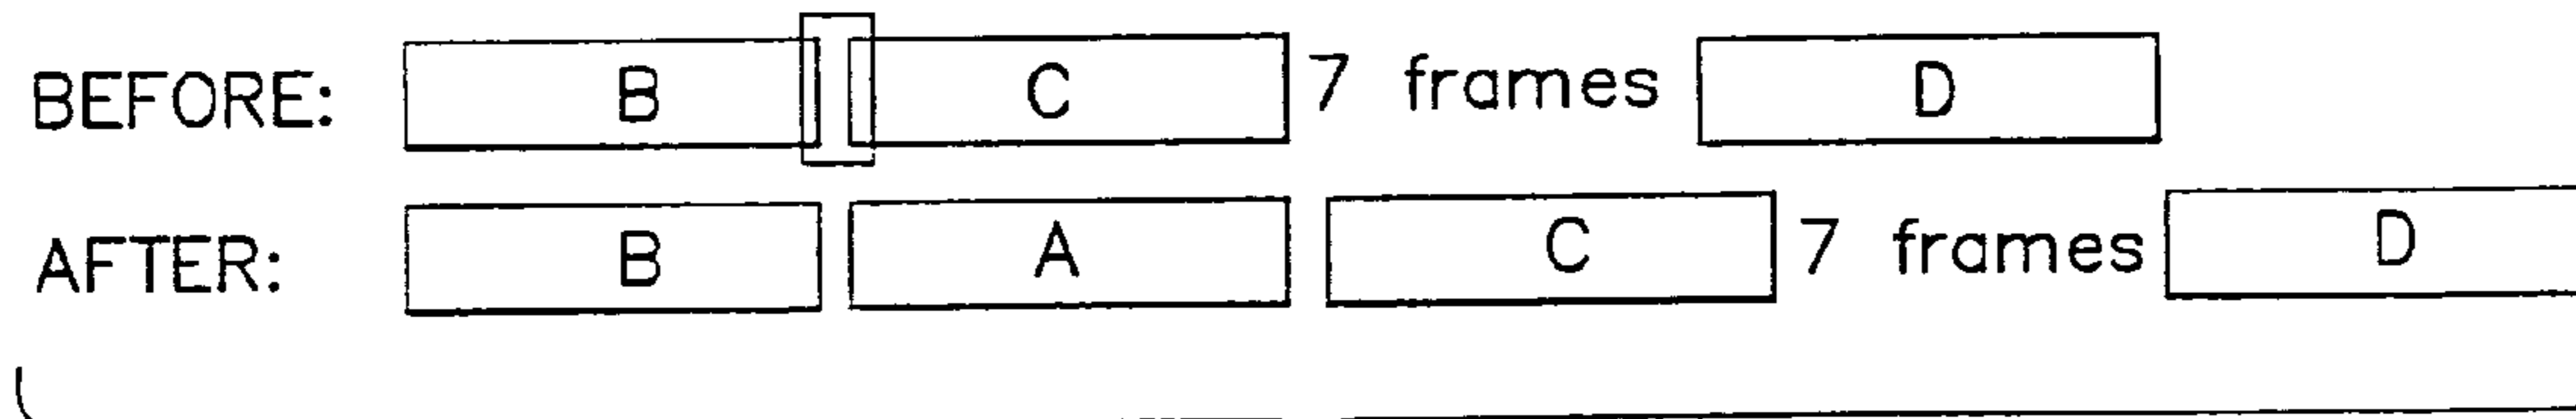 BEFORE: B C 7 frames D
AFTER: B A C 7 frames D